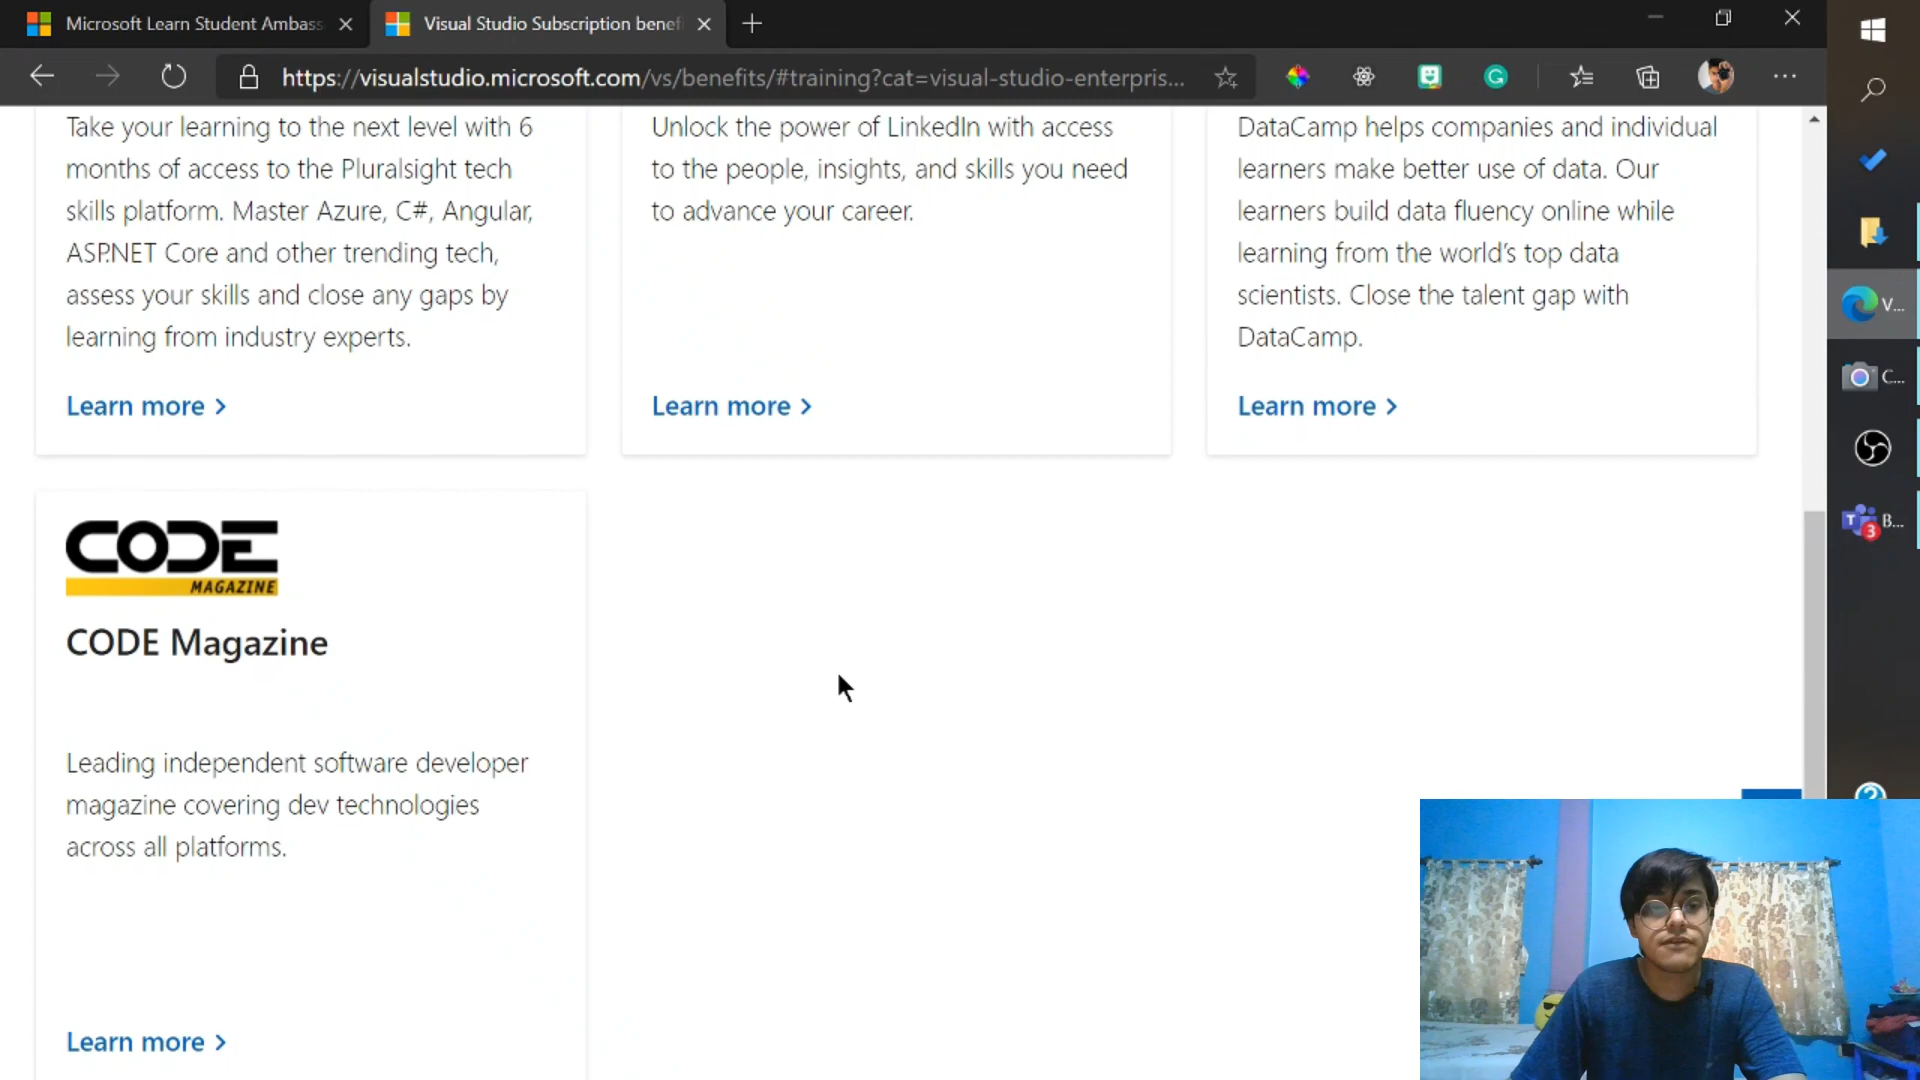 Microsoft Learn Student Ambass
Visual Studio Subscription benef
https://visualstudio.microsoft.com/vs/benefits/#training?cat=visual-studio-enterpris...
Take your learning to the next level with 6
months of access to the Pluralsight tech
skills platform. Master Azure, C#, Angular,
ASP.NET Core and other trending tech,
assess your skills and close any gaps by
learning from industry experts.
Learn more
Unlock the power of LinkedIn with access
to the people, insights, and skills you need
to advance your career.
Learn more
DataCamp helps companies and individual
learners make better use of data. Our
learners build data fluency online while
learning from the world's top data
scientists. Close the talent gap with
DataCamp.
Learn more
CODE
MAGAZINE
CODE Magazine
Leading independent software developer
magazine covering dev technologies
across all platforms.
Learn more
V...
C...
T
3
B...